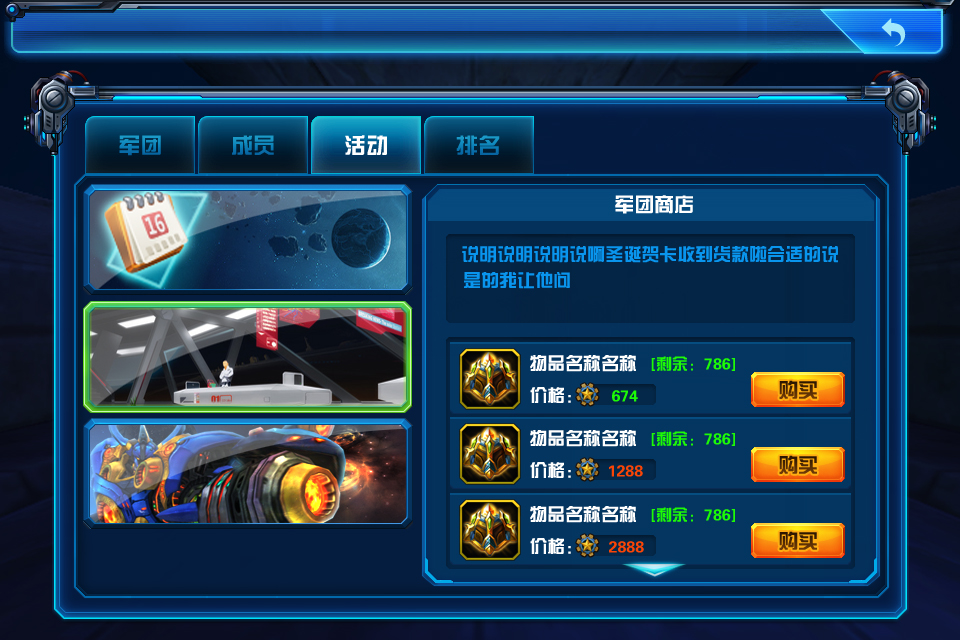 军团
成员
活动
排名
16
军团商店
说明说明说明说啊圣诞贺卡收到货款啦合适的说
是的我让他问
物品名称名称 [剩余：786]
价格： 674
购买
物品名称名称 [剩余：786]
价格： 1288
购买
物品名称名称 [剩余：786]
价格： 2888
购买